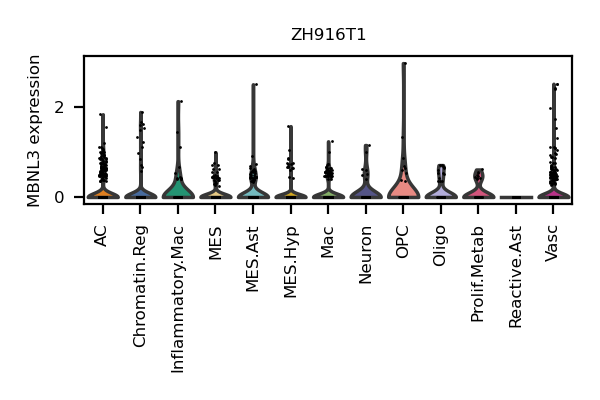 ZH916T1
MBNL3 expression
2
0
AC
Chromatin.Reg
Inflammatory.Mac
MES
MES.Ast
MES.Hyp
Mac
Neuron
OPC
Oligo
Prolif.Metab
Reactive.Ast
Vasc